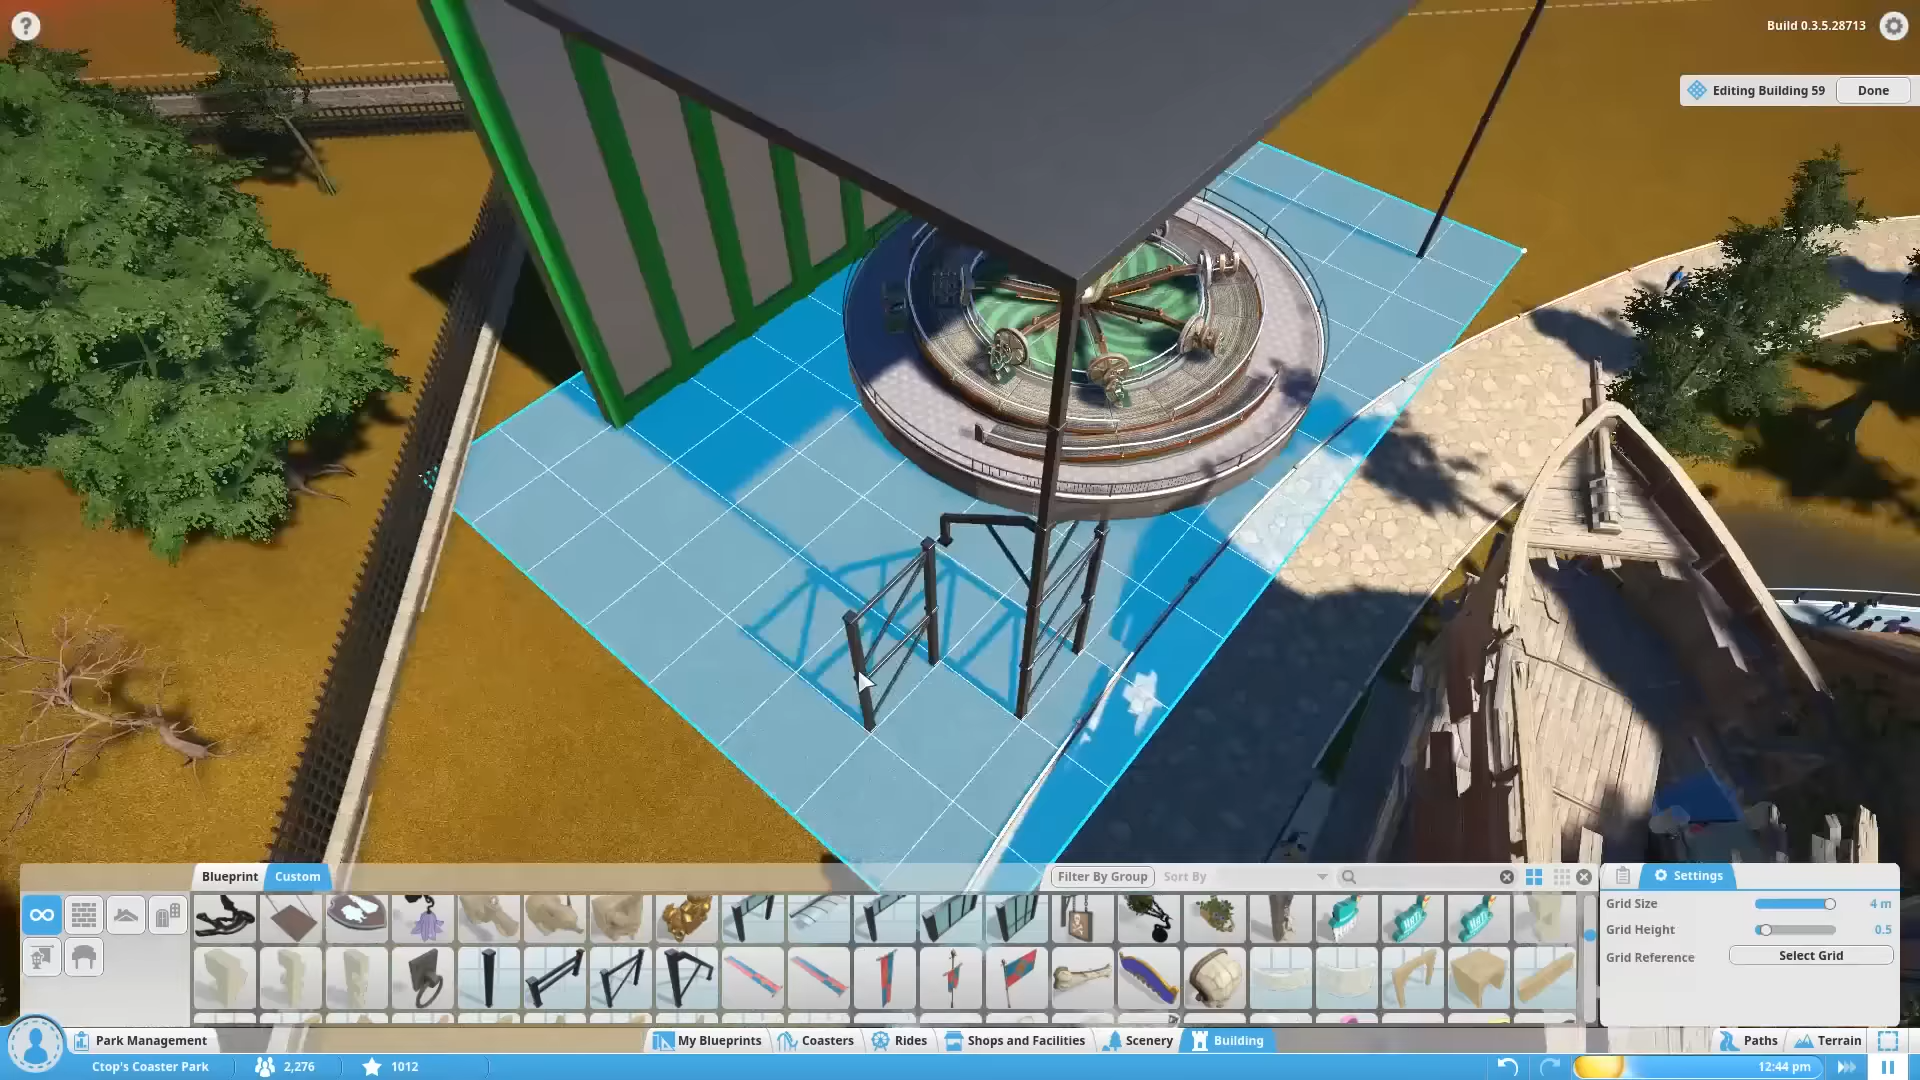 ?
Build 0.3.5.28713
Editing Building 59
Done
Blueprint
Custom
Filter By Group
Sort By
Settings
Grid Size
4 m
Grid Height
0.5
Grid Reference
Select Grid
Park Management
My Blueprints
Coasters
Rides
Shops and Facilities
Scenery
Building
Paths
Terrain
Ctop's Coaster Park
2,276
1012
12:44 pm